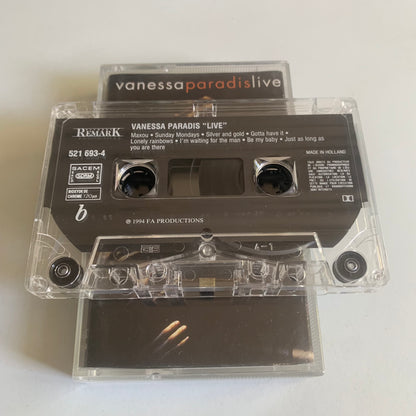 vanessaparadislive
REMARK
VANESSA PARADIS "LIVE"
Maxou • Sunday Mondays • Silver and gold • Gotta have it •
Lonely rainbows • I'm waiting for the man • Be my baby • Just as long as
you are there
521 693-4
MADE IN HOLLAND
SACEM
CHROME 120µs
b
℗ 1994 FA PRODUCTIONS
A-1